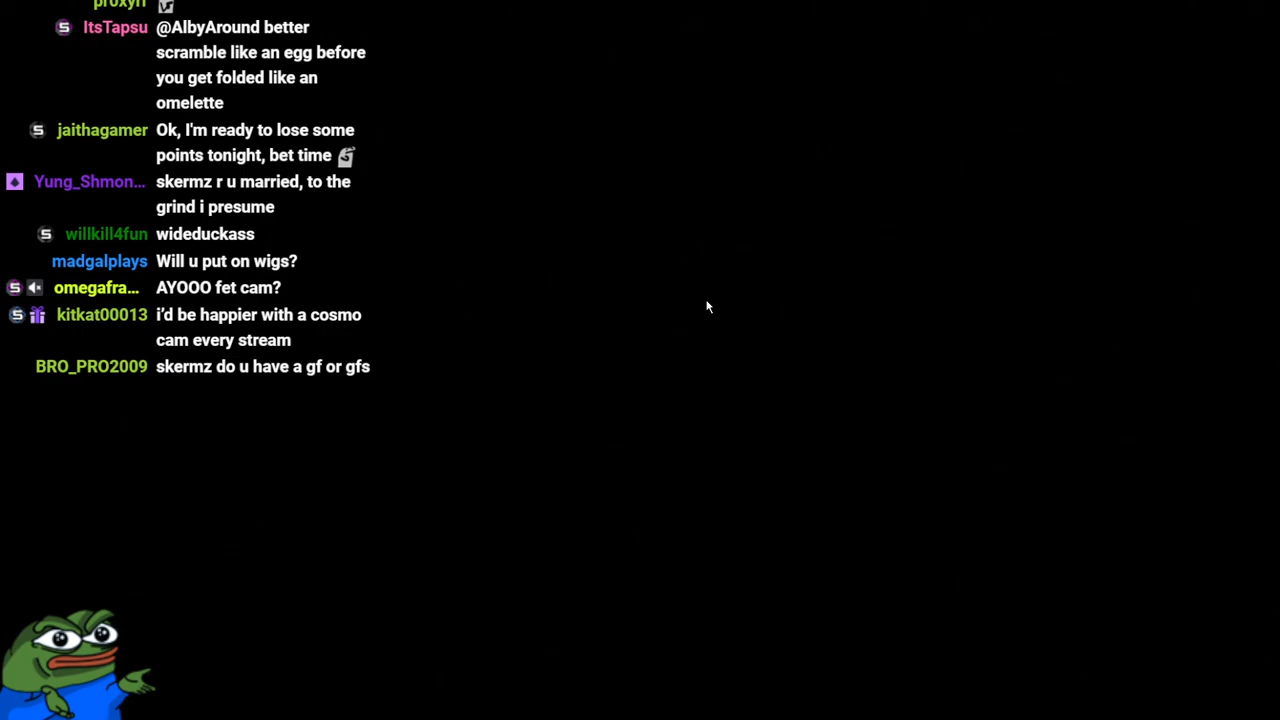 proxyn
ItsTapsu @AlbyAround better
scramble like an egg before
you get folded like an
omelette
jaithagamer Ok, I'm ready to lose some
points tonight, bet time
Yung_Shmon... skermz r u married, to the
grind i presume
willkill4fun wideduckass
madgalplays Will u put on wigs?
omegafra... AYOOO fet cam?
kitkat00013 i'd be happier with a cosmo
cam every stream
BRO_PRO2009 skermz do u have a gf or gfs